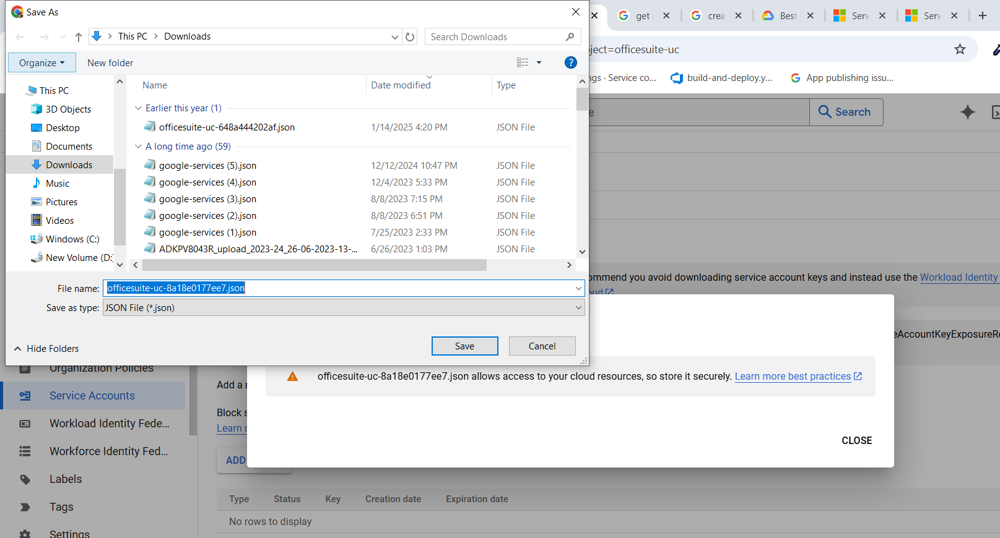 Save As
get
crea
Best
Serv
Serv
This PC
Downloads
Search Downloads
ject=officesuite-uc
Organize
New folder
ngs · Service co...
build-and-deploy.y...
App publishing issu...
This PC
3D Objects
Desktop
Documents
Downloads
Music
Pictures
Videos
Windows (C:)
New Volume (D:)
Name
Date modified
Type
Earlier this year (1)
officesuite-uc-648a444202af.json
1/14/2025 4:20 PM
JSON File
A long time ago (59)
google-services (5).json
12/12/2024 10:47 PM
JSON File
google-services (4).json
12/4/2023 5:33 PM
JSON File
google-services (3).json
8/8/2023 7:15 PM
JSON File
google-services (2).json
8/8/2023 6:51 PM
JSON File
google-services (1).json
7/25/2023 2:33 PM
JSON File
ADKPV8043R_upload_2023-24_26-06-2023-13-...
6/26/2023 1:03 PM
JSON File
e
Search
File name:
officesuite-uc-8a18e0177ee7.json
Save as type:
JSON File (*.json)
Hide Folders
Save
Cancel
ommend you avoid downloading service account keys and instead use the Workload Identity
oud
eAccountKeyExposureRe
officesuite-uc-8a18e0177ee7.json allows access to your cloud resources, so store it securely. Learn more best practices
CLOSE
Organization Policies
Service Accounts
Workload Identity Fede...
Workforce Identity Fed...
Labels
Tags
Settings
Add a
Block s
Learn
ADD
Type
Status
Key
Creation date
Expiration date
No rows to display